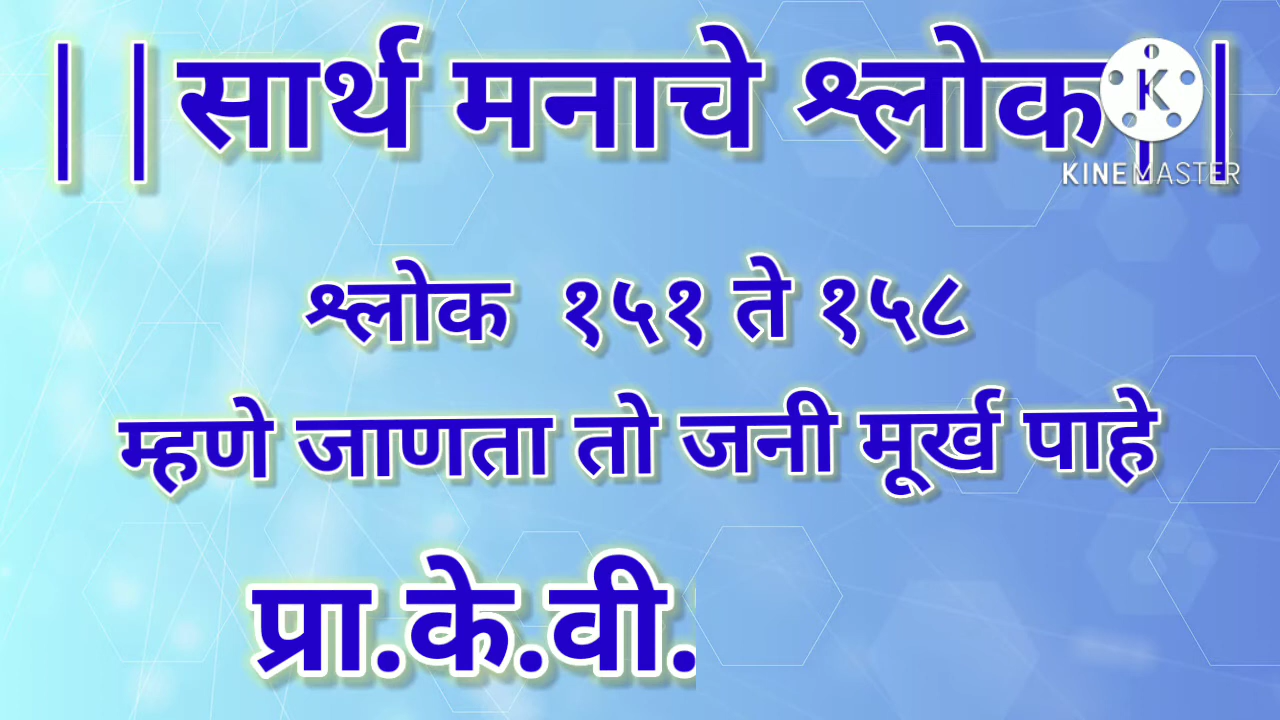 ||सार्थ मनाचे श्लोक||
KINEMASTER
श्लोक १५१ ते १५८
म्हणे जाणता तो जनी मूर्ख पाहे
प्रा.के.वी.